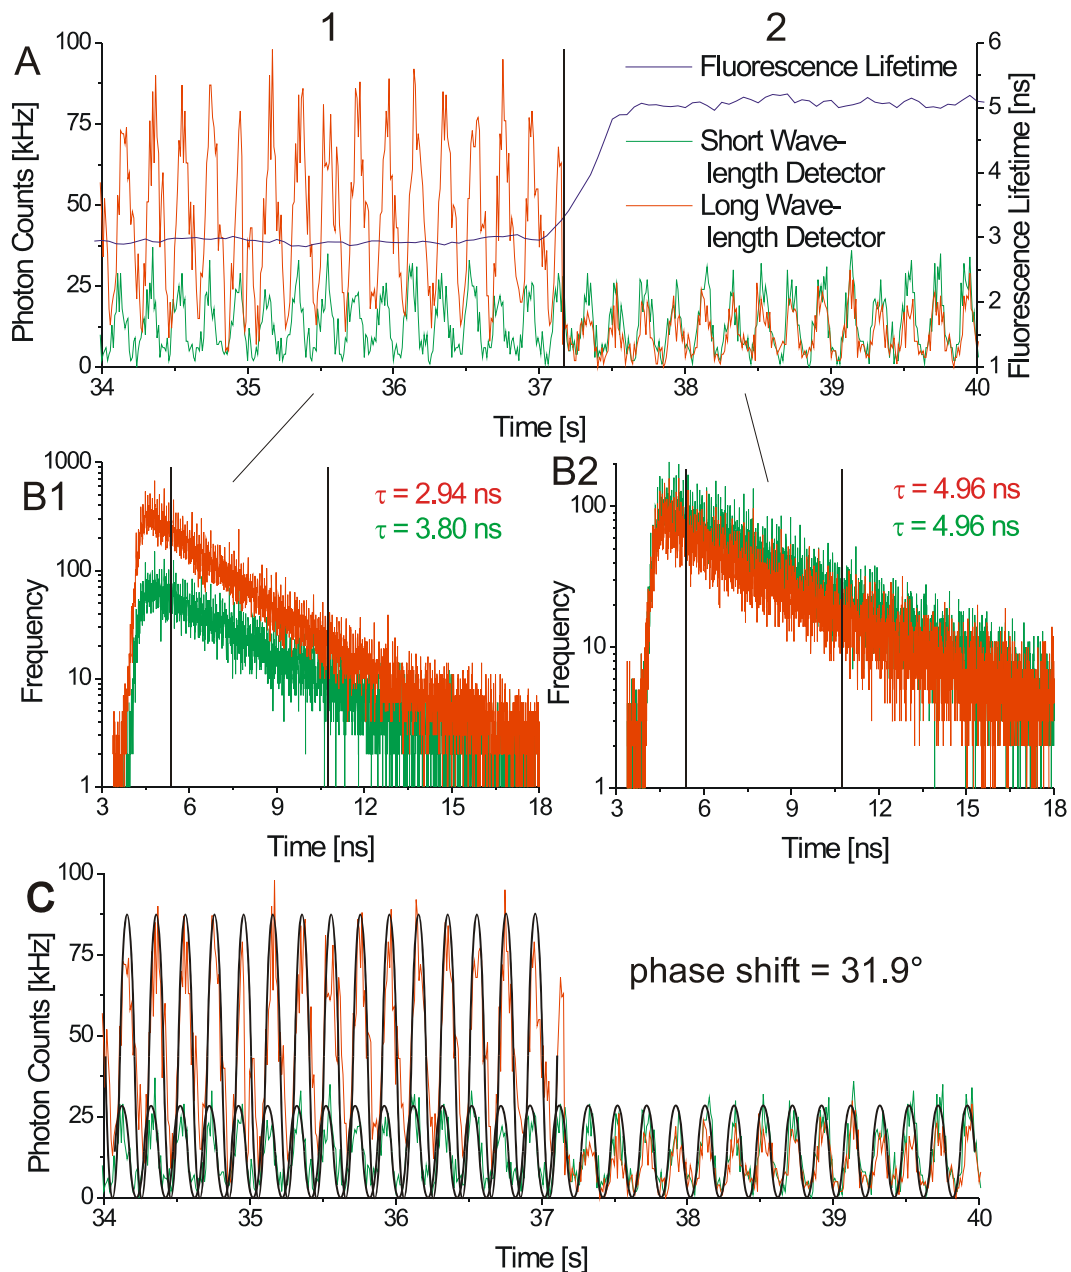 1
2
A
100
75
50
25
0
Photon Counts [kHz]
6
5
4
3
2
1
Fluorescence Lifetime [ns]
Fluorescence Lifetime
Short Wave-
length Detector
Long Wave-
length Detector
34
35
36
37
38
39
40
Time [s]
B1
1000
100
10
1
Frequency
τ = 2.94 ns
τ = 3.80 ns
3
6
9
12
15
18
Time [ns]
B2
100
10
1
Frequency
τ = 4.96 ns
τ = 4.96 ns
3
6
9
12
15
18
Time [ns]
C
100
75
50
25
0
Photon Counts [kHz]
phase shift = 31.9°
34
35
36
37
38
39
40
Time [s]